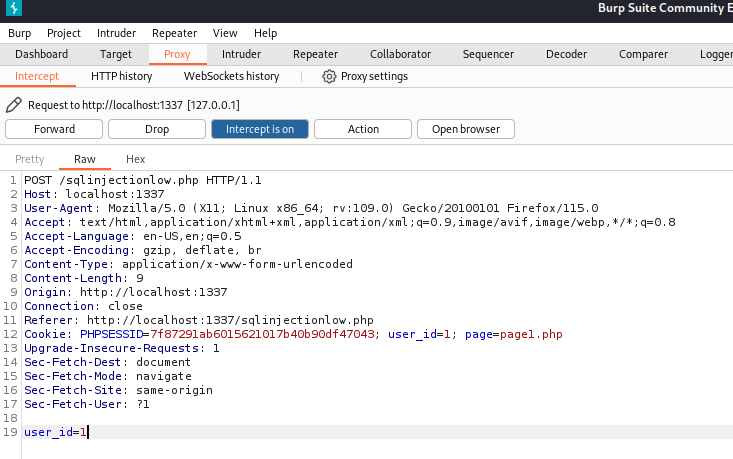 Burp Suite Community E
Burp Project Intruder Repeater View Help
Dashboard Target Proxy Intruder Repeater Collaborator Sequencer Decoder Comparer Logger
Intercept HTTP history WebSockets history Proxy settings
Request to http://localhost:1337 [127.0.0.1]
Forward Drop Intercept is on Action Open browser
Pretty Raw Hex
1 POST /sqlinjectionlow.php HTTP/1.1
2 Host: localhost:1337
3 User-Agent: Mozilla/5.0 (X11; Linux x86_64; rv:109.0) Gecko/20100101 Firefox/115.0
4 Accept: text/html,application/xhtml+xml,application/xml;q=0.9,image/avif,image/webp,*/*;q=0.8
5 Accept-Language: en-US,en;q=0.5
6 Accept-Encoding: gzip, deflate, br
7 Content-Type: application/x-www-form-urlencoded
8 Content-Length: 9
9 Origin: http://localhost:1337
10 Connection: close
11 Referer: http://localhost:1337/sqlinjectionlow.php
12 Cookie: PHPSESSID=7f87291ab6015621017b40b90df47043; user_id=1; page=page1.php
13 Upgrade-Insecure-Requests: 1
14 Sec-Fetch-Dest: document
15 Sec-Fetch-Mode: navigate
16 Sec-Fetch-Site: same-origin
17 Sec-Fetch-User: ?1
18
19 user_id=1